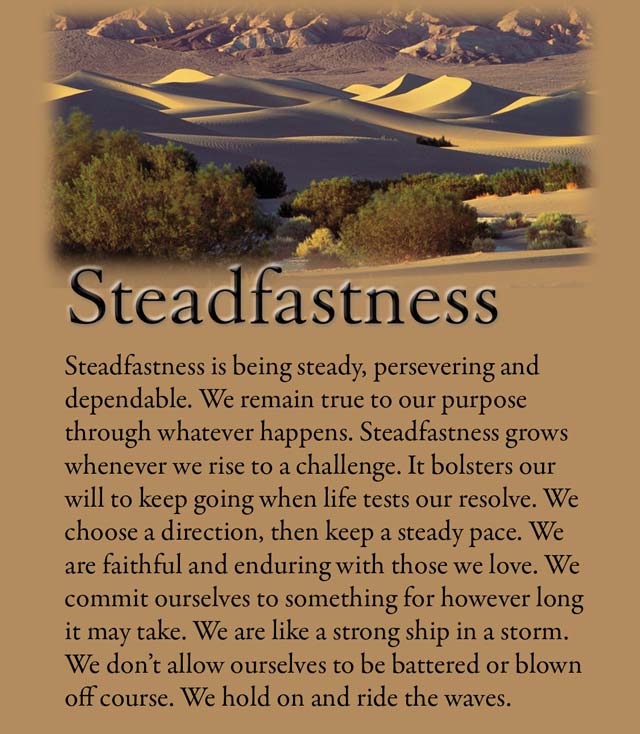 Steadfastness
Steadfastness is being steady, persevering and
dependable. We remain true to our purpose
through whatever happens. Steadfastness grows
whenever we rise to a challenge. It bolsters our
will to keep going when life tests our resolve. We
choose a direction, then keep a steady pace. We
are faithful and enduring with those we love. We
commit ourselves to something for however long
it may take. We are like a strong ship in a storm.
We don’t allow ourselves to be battered or blown
off course. We hold on and ride the waves.